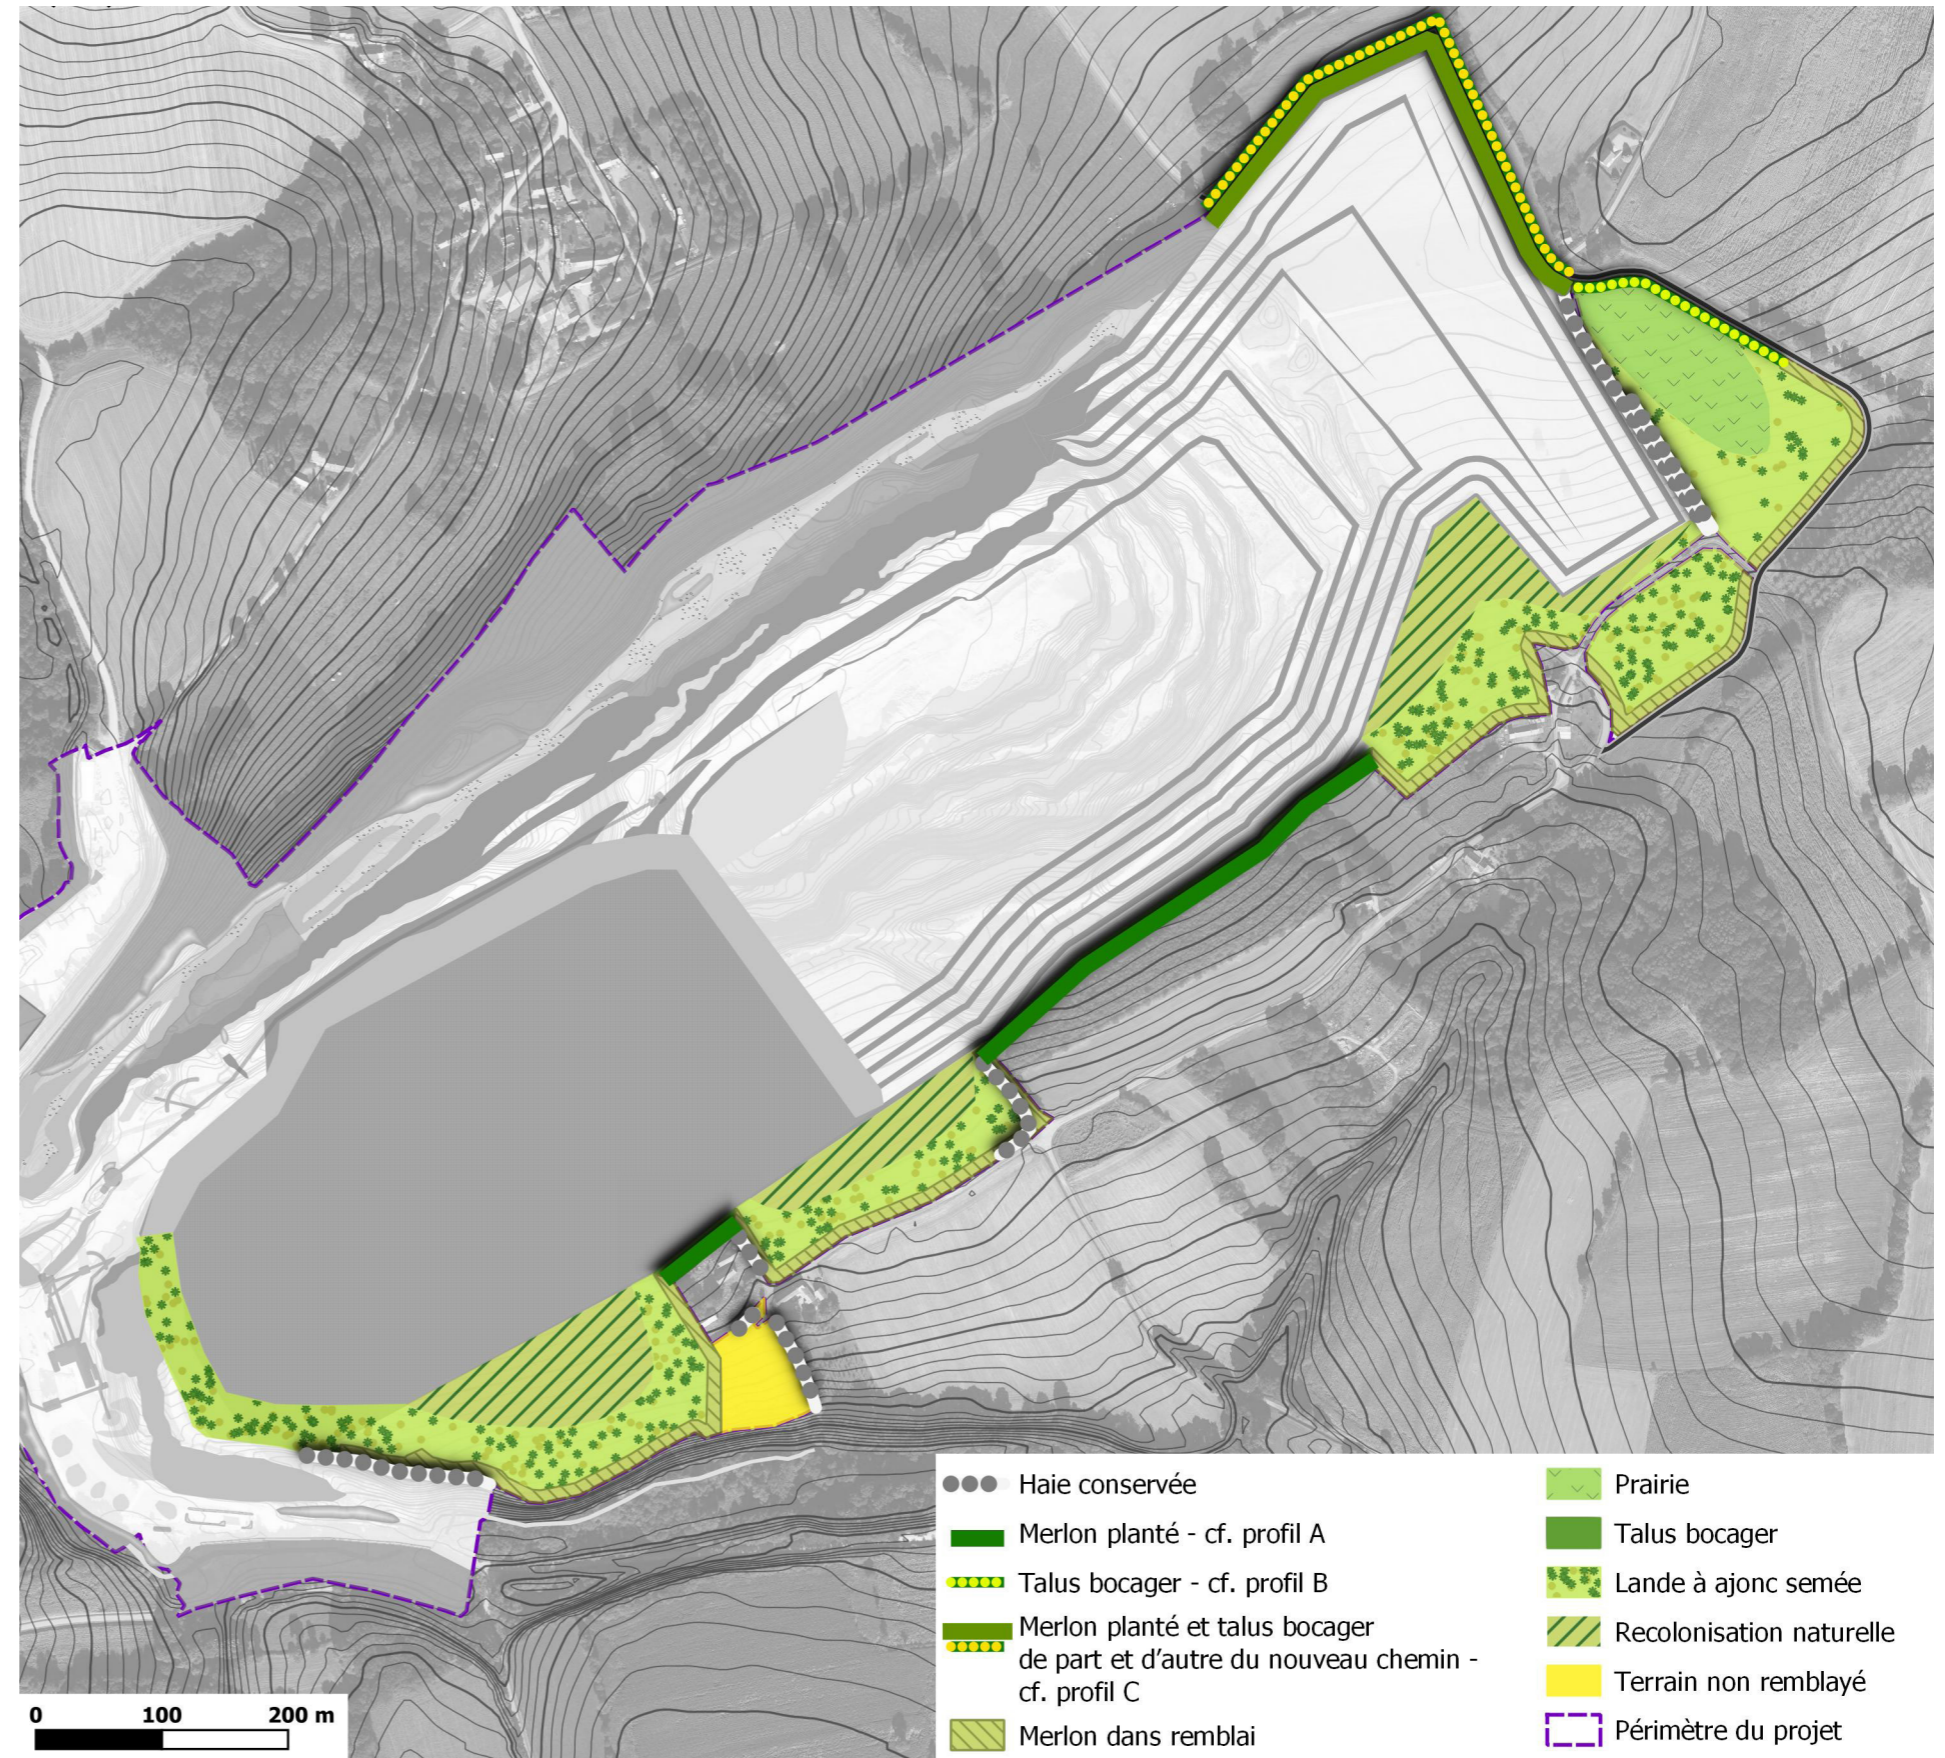 Haie conservée
Merlon planté - cf. profil A
Talus bocager - cf. profil B
Merlon planté et talus bocager
de part et d'autre du nouveau chemin -
cf. profil C
Merlon dans remblai
Prairie
Talus bocager
Lande à ajonc semée
Recolonisation naturelle
Terrain non remblayé
Périmètre du projet
0 100 200 m